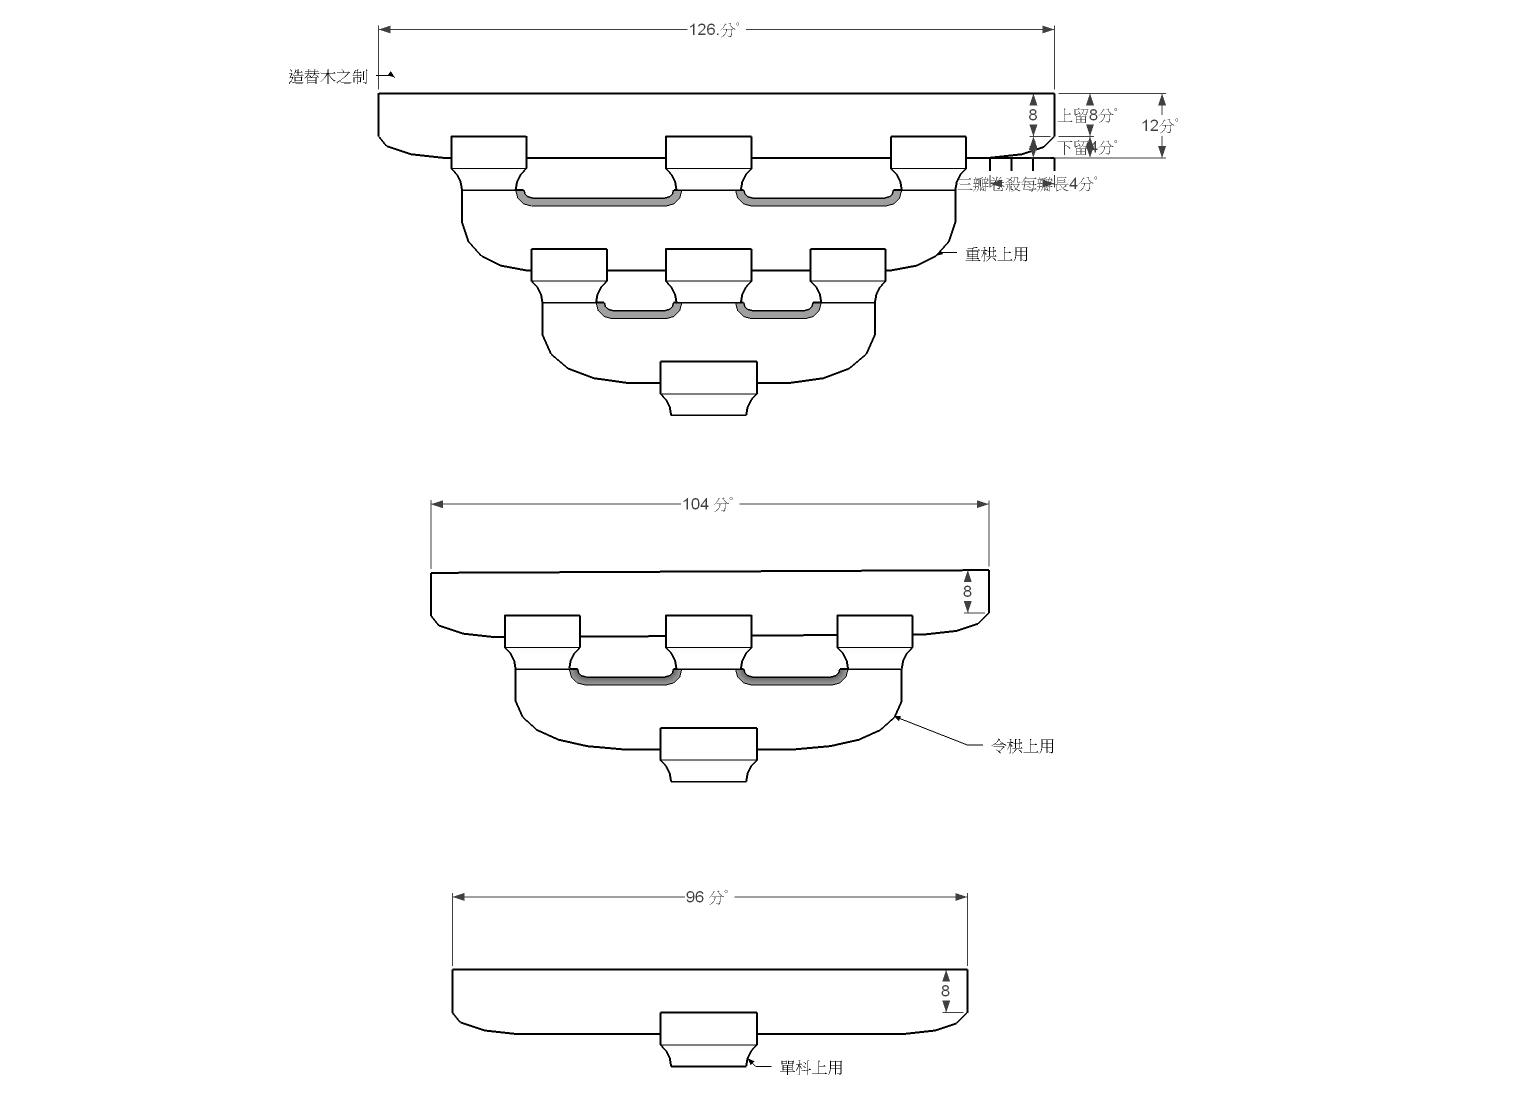 126.分°
造替木之制
8
上留8分°
12分°
下留4分°
三瓣卷殺每瓣長4分°
重栱上用
104 分°
8
令栱上用
96 分°
8
單枓上用